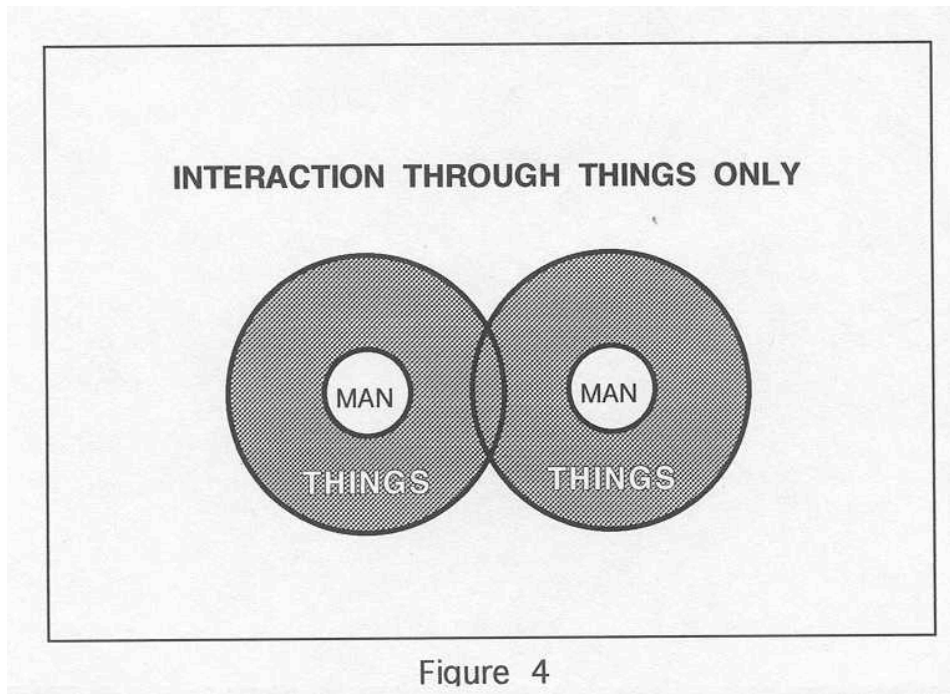 INTERACTION THROUGH THINGS ONLY
MAN
MAN
THINGS
THINGS
Figure 4